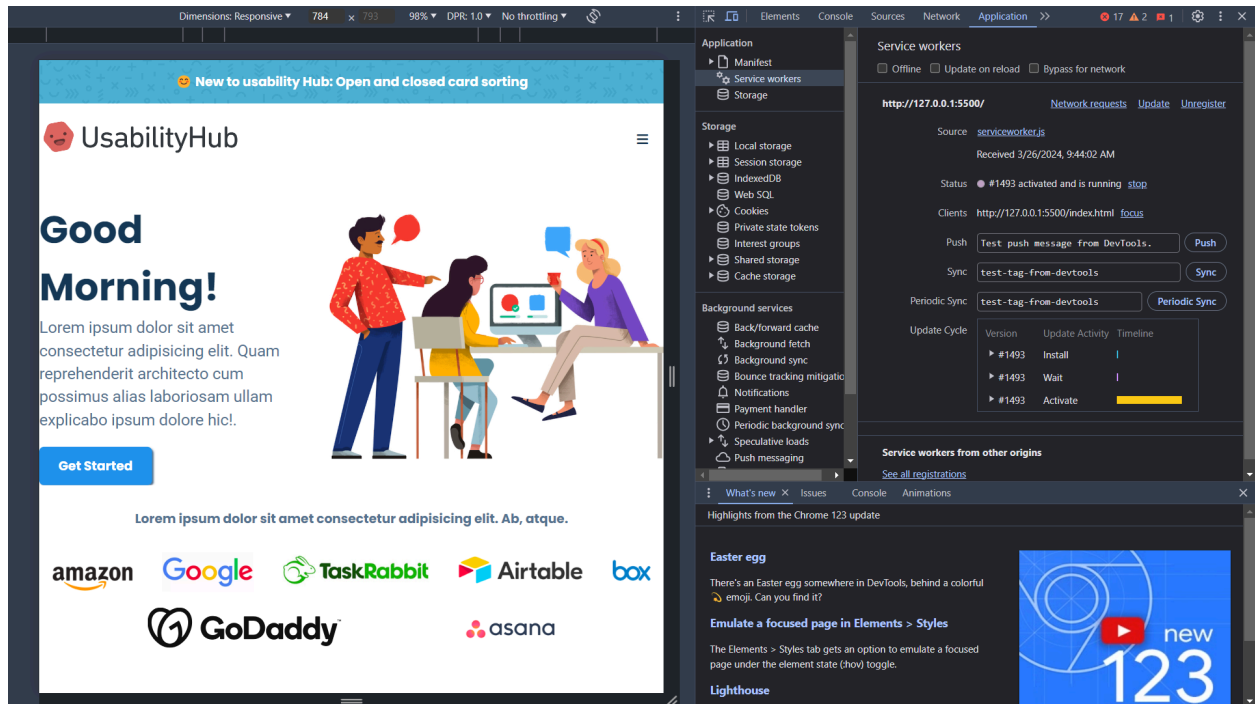 Dimensions: Responsive ▼ 784 × 793 98% ▼ DPR: 1.0 ▼ No throttling ▼
😊 New to usability Hub: Open and closed card sorting
UsabilityHub
Good
Morning!
Lorem ipsum dolor sit amet
consectetur adipisicing elit. Quam
reprehenderit architecto cum
possimus alias laboriosam ullam
explicabo ipsum dolore hic!.
Get Started
Lorem ipsum dolor sit amet consectetur adipisicing elit. Ab, atque.
amazon Google TaskRabbit Airtable box
GoDaddy asana
Elements Console Sources Network Application 17 2 1
Application
Manifest
Service workers
Storage
Storage
Local storage
Session storage
IndexedDB
Web SQL
Cookies
Private state tokens
Interest groups
Shared storage
Cache storage
Background services
Back/forward cache
Background fetch
Background sync
Bounce tracking mitigatio
Notifications
Payment handler
Periodic background sync
Speculative loads
Push messaging
Service workers
Offline Update on reload Bypass for network
http://127.0.0.1:5500/ Network requests Update Unregister
Source serviceworker.js
Received 3/26/2024, 9:44:02 AM
Status #1493 activated and is running stop
Clients http://127.0.0.1:5500/index.html focus
Push Test push message from DevTools. Push
Sync test-tag-from-devtools Sync
Periodic Sync test-tag-from-devtools Periodic Sync
Update Cycle Version Update Activity Timeline
#1493 Install
#1493 Wait
#1493 Activate
Service workers from other origins
See all registrations
What's new Issues Console Animations
Highlights from the Chrome 123 update
Easter egg
There's an Easter egg somewhere in DevTools, behind a colorful
💫 emoji. Can you find it?
Emulate a focused page in Elements > Styles
The Elements > Styles tab gets an option to emulate a focused
page under the element state (:hov) toggle.
Lighthouse
new
123